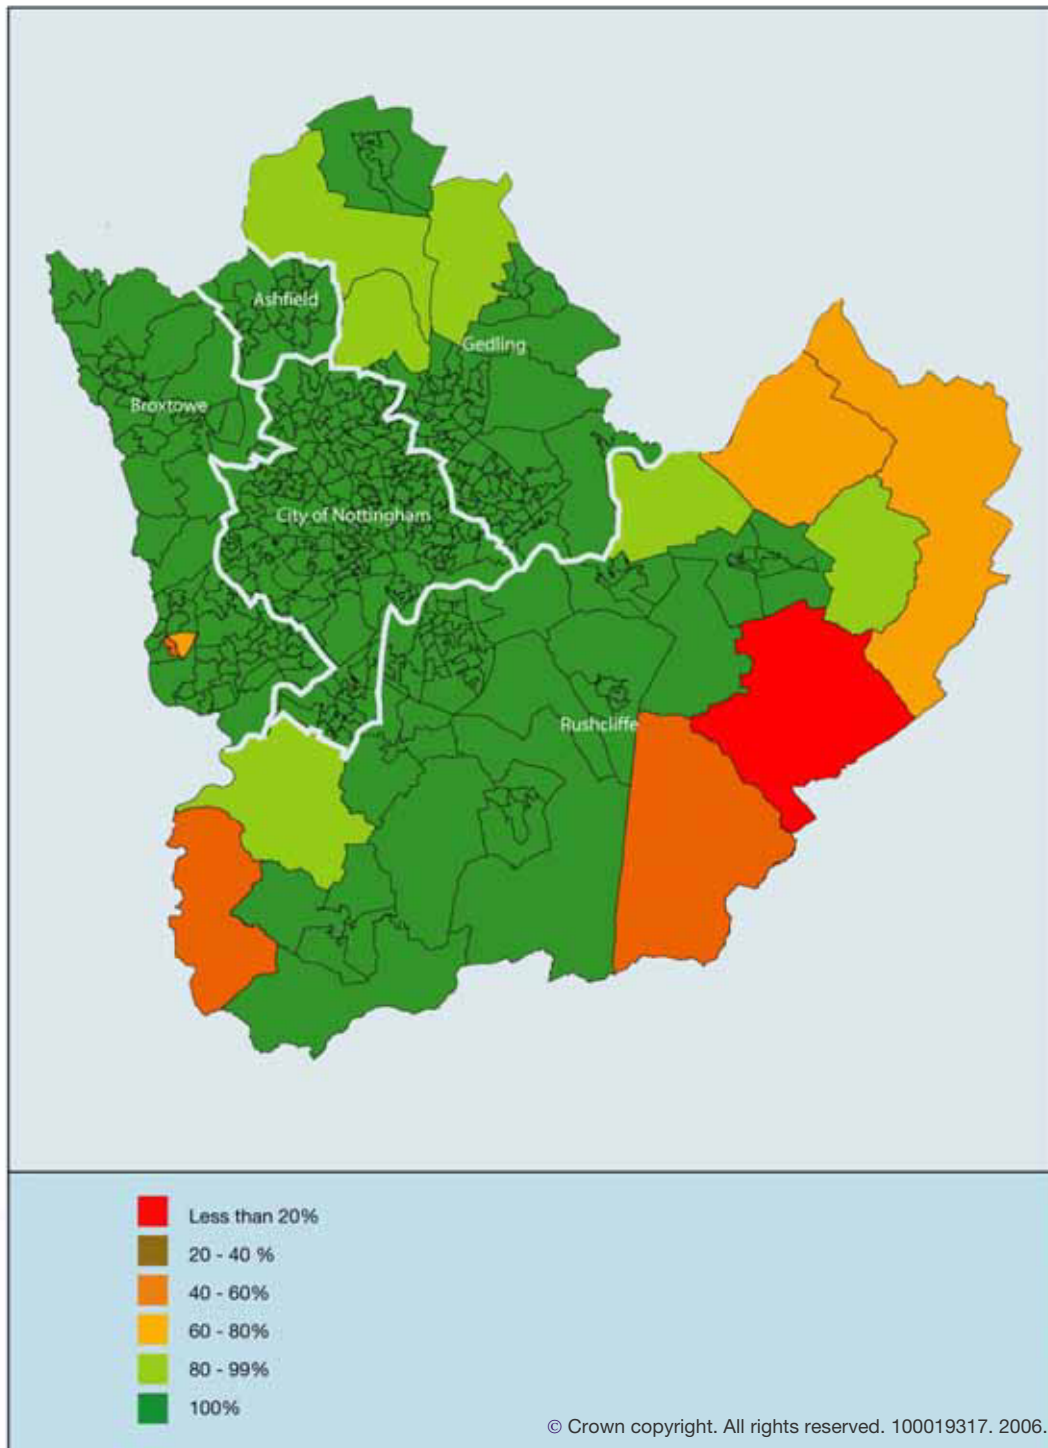 Ashfield
Gedling
Broxtowe
City of Nottingham
Rushcliffe
Less than 20%
20 - 40 %
40 - 60%
60 - 80%
80 - 99%
100%
© Crown copyright. All rights reserved. 100019317. 2006.